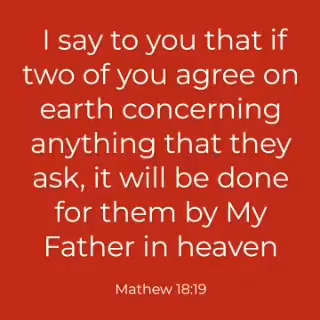 I say to you that if
two of you agree on
earth concerning
anything that they
ask, it will be done
for them by My
Father in heaven
Mathew 18:19